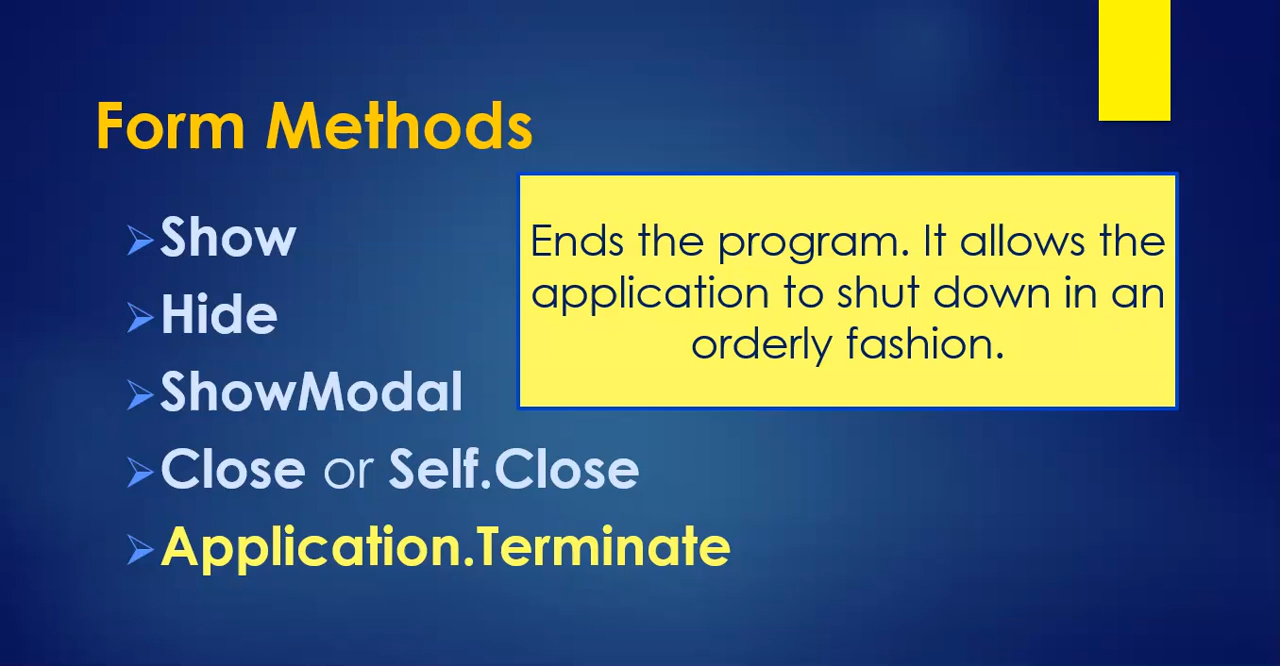 Form Methods
Show
Hide
ShowModal
Close or Self.Close
Application.Terminate
Ends the program. It allows the
application to shut down in an
orderly fashion.